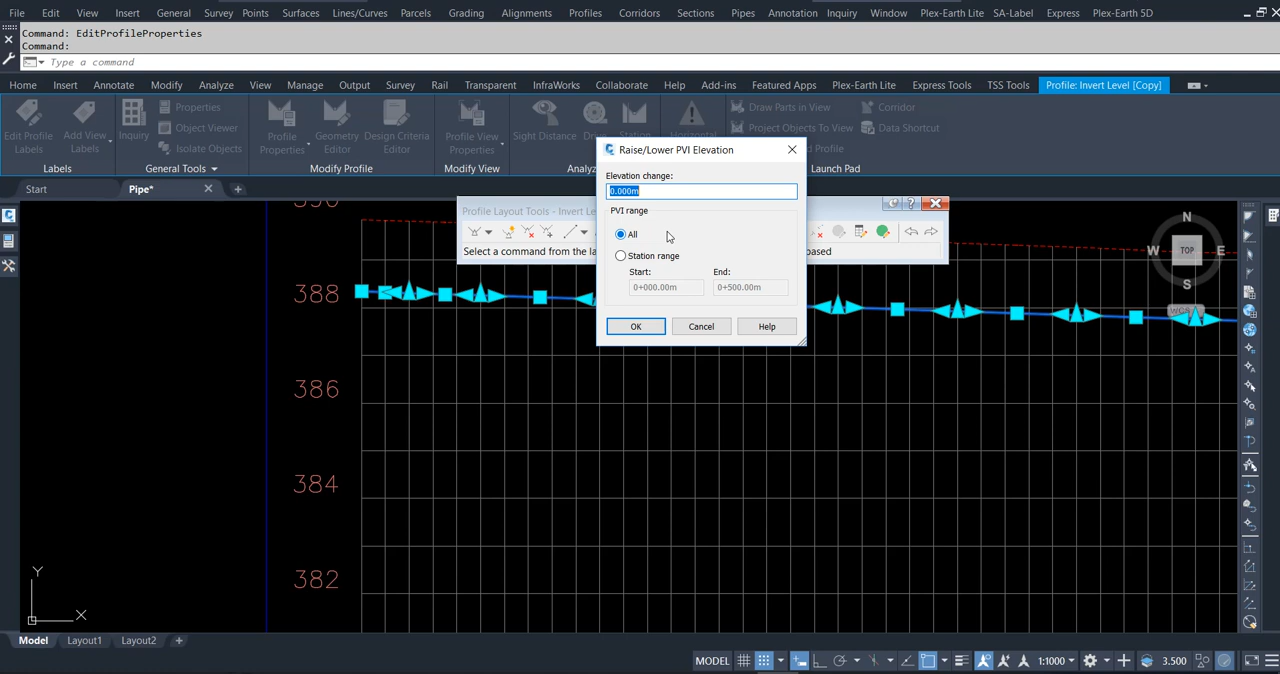 File Edit View Insert General Survey Points Surfaces Lines/Curves Parcels Grading Alignments Profiles Corridors Sections Pipes Annotation Inquiry Window Plex-Earth Lite SA-Label Express Plex-Earth 5D
Command: EditProfileProperties
Command:
Type a command
Home Insert Annotate Modify Analyze View Manage Output Survey Rail Transparent InfraWorks Collaborate Help Add-ins Featured Apps Plex-Earth Lite Express Tools TSS Tools Profile: Invert Level [Copy]
Edit Profile Labels
Add View Labels
Inquiry
Properties
Object Viewer
Isolate Objects
Profile Properties
Geometry Editor
Design Criteria Editor
Profile View Properties
Sight Distance
Draw Parts in View
Project Objects To View
Corridor
Data Shortcut
Labels General Tools Modify Profile Modify View Launch Pad
Start Pipe*
Raise/Lower PVI Elevation
Elevation change:
0.000m
PVI range
All
Station range
Start: End:
0+000.00m 0+500.00m
OK Cancel Help
Profile Layout Tools - Invert
Select a command from the
388
386
384
382
N
W TOP E
S
Y
X
Model Layout1 Layout2
MODEL 1:1000 3.500